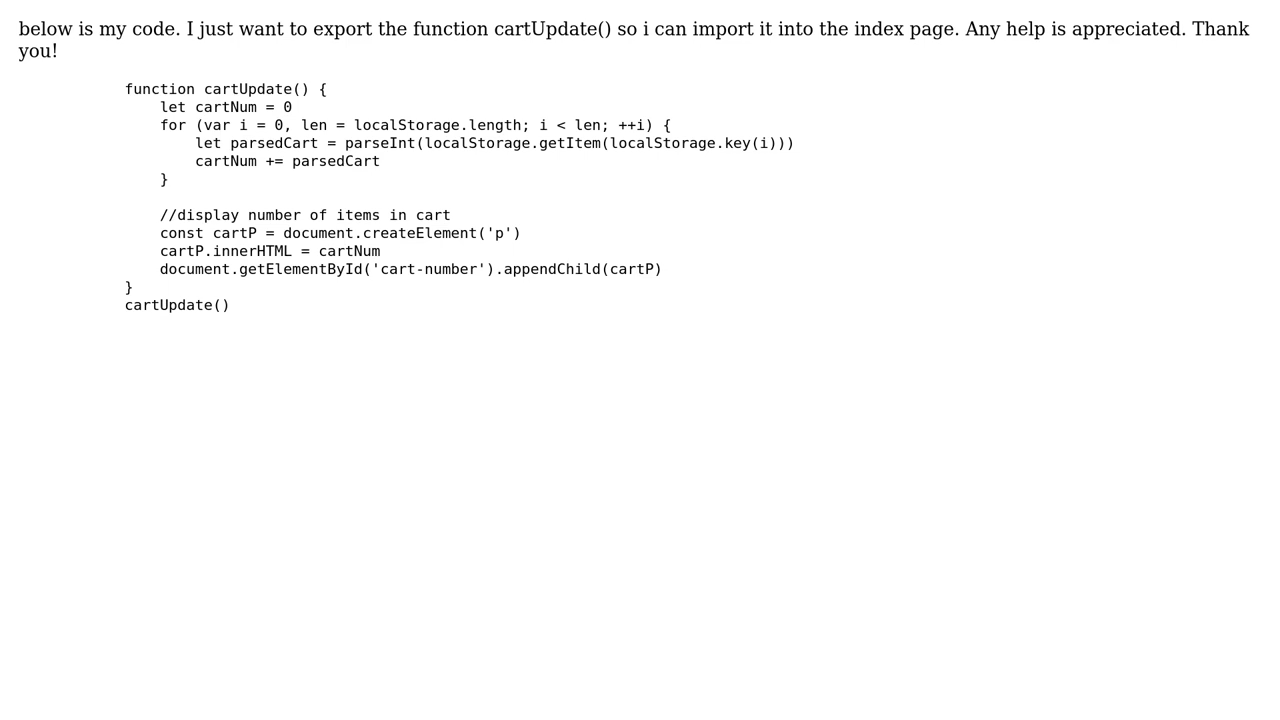 below is my code. I just want to export the function cartUpdate() so i can import it into the index page. Any help is appreciated. Thank
you!
function cartUpdate() {
    let cartNum = 0
    for (var i = 0, len = localStorage.length; i < len; ++i) {
        let parsedCart = parseInt(localStorage.getItem(localStorage.key(i)))
        cartNum += parsedCart
    }

    //display number of items in cart
    const cartP = document.createElement('p')
    cartP.innerHTML = cartNum
    document.getElementById('cart-number').appendChild(cartP)
}
cartUpdate()